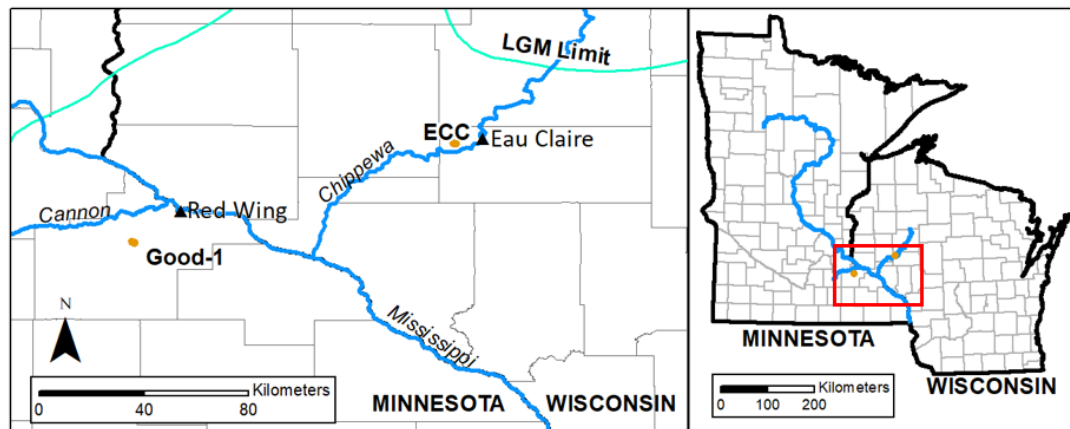 LGM Limit
ECC
Eau Claire
Chippewa
Cannon
Red Wing
Good-1
N
Mississippi
Kilometers
0 40 80
MINNESOTA WISCONSIN
MINNESOTA
Kilometers
0 100 200
WISCONSIN